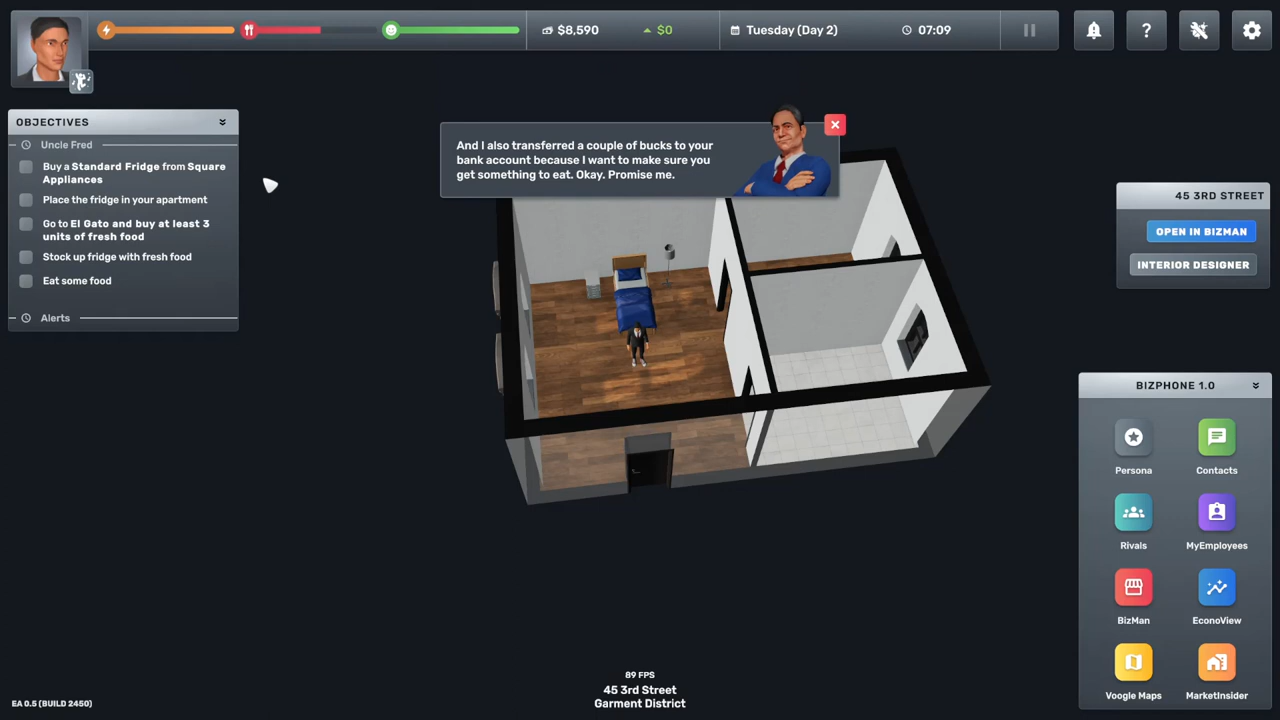 $8,590
$0
Tuesday (Day 2)
07:09
?
OBJECTIVES
Uncle Fred
Buy a Standard Fridge from Square
Appliances
Place the fridge in your apartment
Go to El Gato and buy at least 3
units of fresh food
Stock up fridge with fresh food
Eat some food
Alerts
And I also transferred a couple of bucks to your
bank account because I want to make sure you
get something to eat. Okay. Promise me.
45 3RD STREET
OPEN IN BIZMAN
INTERIOR DESIGNER
BIZPHONE 1.0
Persona
Contacts
Rivals
MyEmployees
BizMan
EconoView
Voogle Maps
MarketInsider
89 FPS
45 3rd Street
Garment District
EA 0.5 (BUILD 2450)